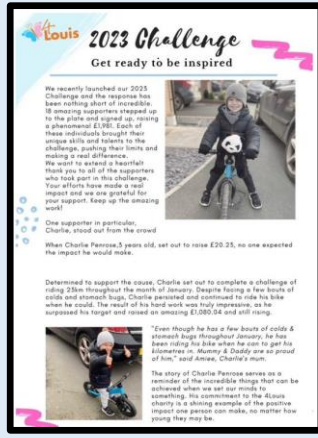 4
Louis
2023 Challenge
Get ready to be inspired
We recently launched our 2023
Challenge and the response has
been nothing short of incredible.
18 amazing supporters stepped up
to the plate and signed up, raising
a phenomenal £1,961. Each of
these individuals brought their
unique skills and talents to the
challenge, pushing their limits and
making a real difference.
We want to extend a heartfelt
thank you to all of the supporters
who took part in this challenge.
Your efforts have made a real
impact and we are grateful for
your support. Keep up the amazing
work!
One supporter in particular,
Charlie, stood out from the crowd
When Charlie Penrose,3 years old, set out to raise £20.23, no one expected
the impact he would make.
Determined to support the cause, Charlie set out to complete a challenge of
riding 23km throughout the month of January. Despite facing a few bouts of
colds and stomach bugs, Charlie persisted and continued to ride his bike
when he could. The result of his hard work was truly impressive, as he
surpassed his target and raised an amazing £1,080.04 and still rising.
"Even though he has a few bouts of colds &
stomach bugs throughout January, he has
been riding his bike when he can to get his
kilometres in. Mummy & Daddy are so proud
of him," said Amiee, Charlie's mum.
The story of Charlie Penrose serves as a
reminder of the incredible things that can be
achieved when we set our minds to
something. His commitment to the 4Louis
charity is a shining example of the positive
impact one person can make, no matter how
young they may be.